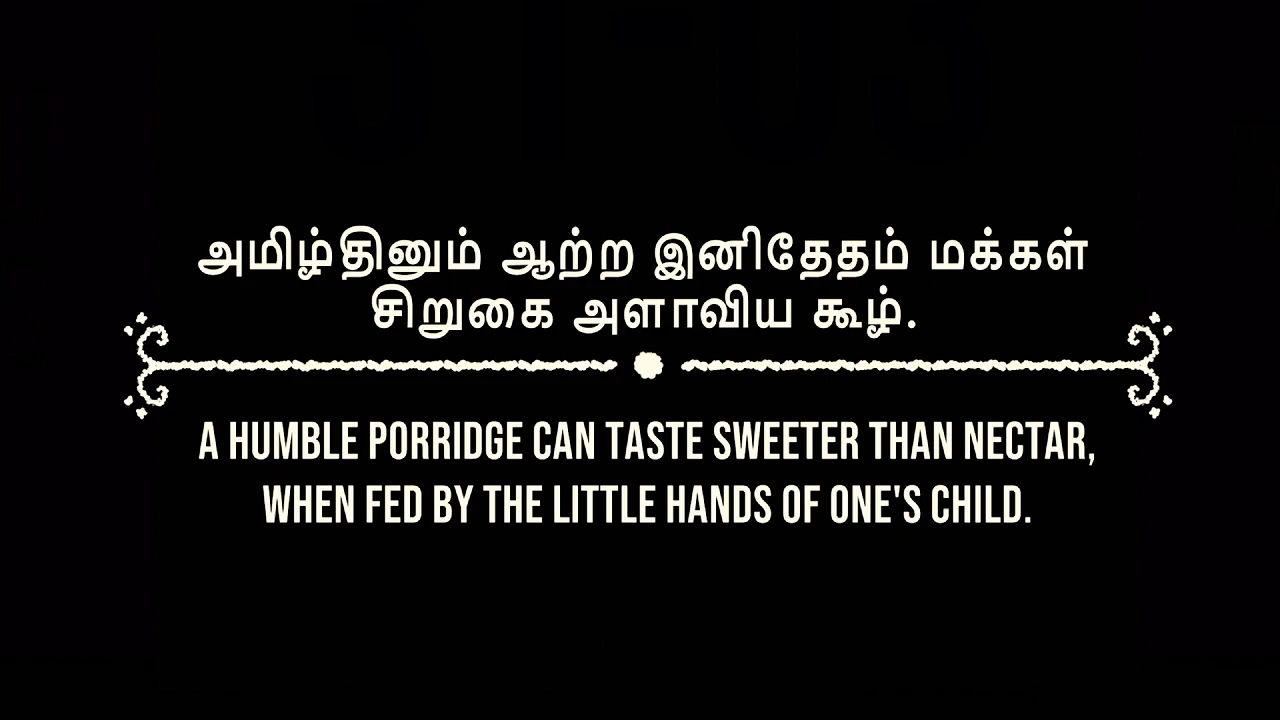 அமிழ்தினும் ஆற்ற இனிதேதம் மக்கள்
சிறுகை அளாவிய கூழ்.
A HUMBLE PORRIDGE CAN TASTE SWEETER THAN NECTAR,
WHEN FED BY THE LITTLE HANDS OF ONE'S CHILD.